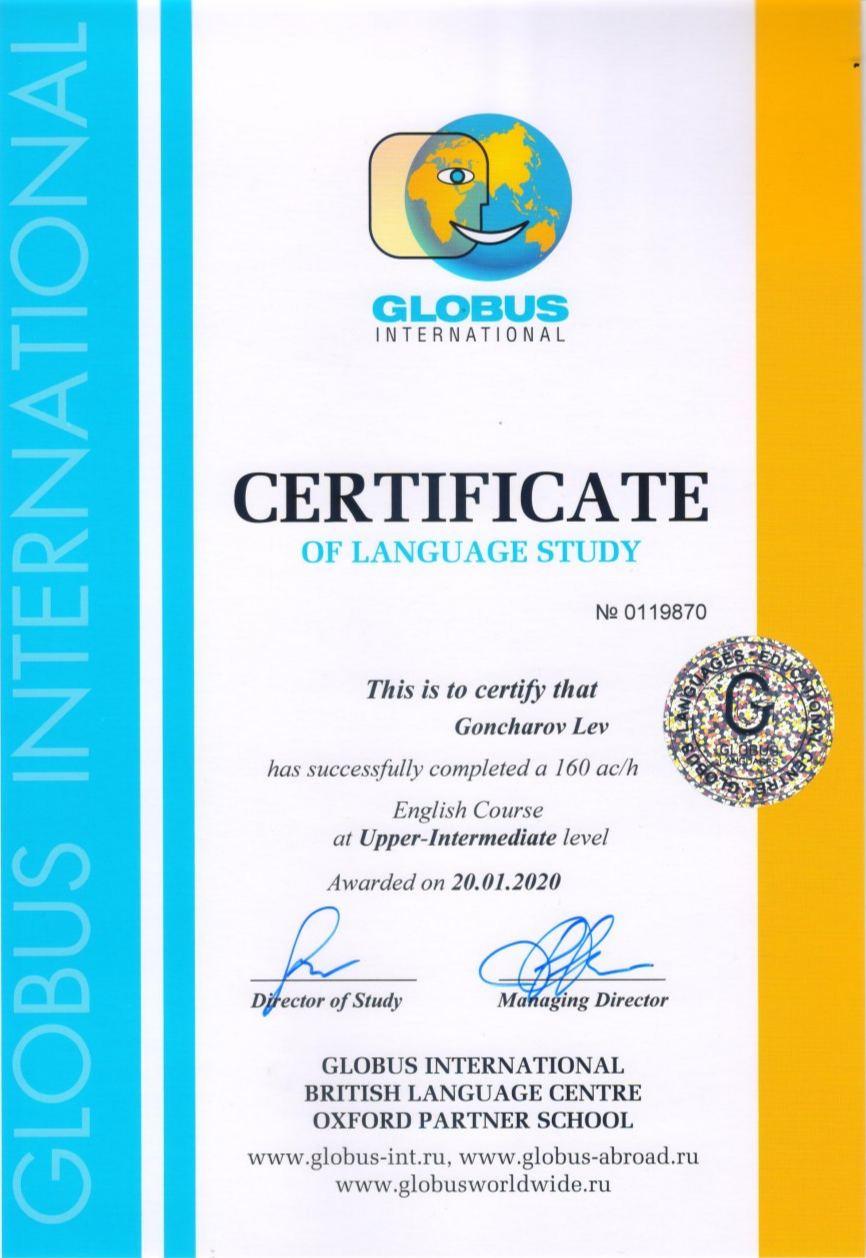 GLOBUS INTERNATIONAL
GLOBUS
INTERNATIONAL
CERTIFICATE
OF LANGUAGE STUDY
№ 0119870
This is to certify that
Goncharov Lev
has successfully completed a 160 ac/h
English Course
at Upper-Intermediate level
Awarded on 20.01.2020
Director of Study
Managing Director
GLOBUS LANGUAGES - EDUCATIONAL CENTRE -
G
GLOBUS
LANGUAGES
GLOBUS INTERNATIONAL
BRITISH LANGUAGE CENTRE
OXFORD PARTNER SCHOOL
www.globus-int.ru, www.globus-abroad.ru
www.globusworldwide.ru